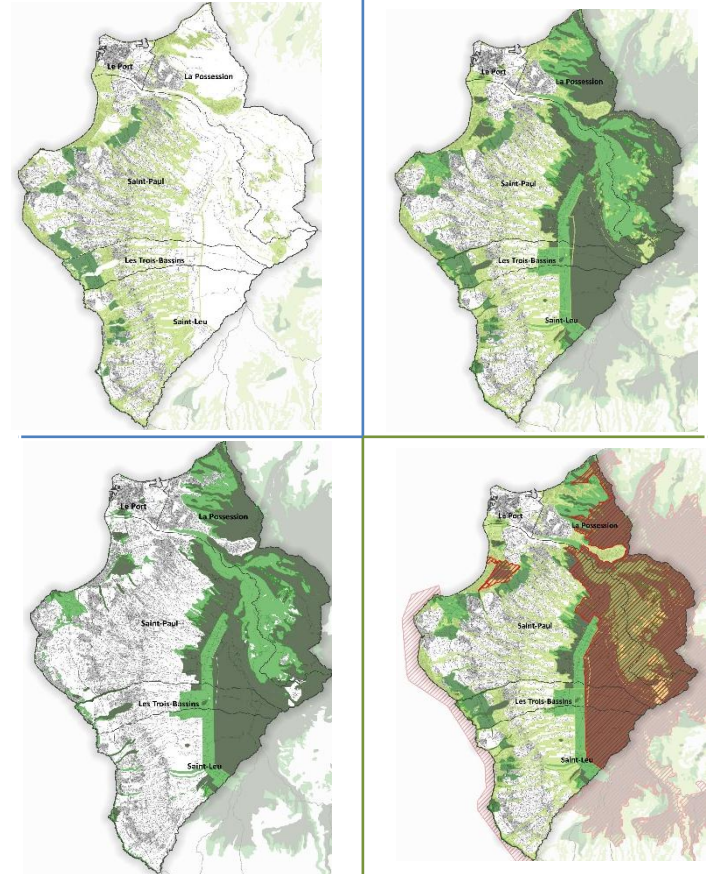 Le Port
La Possession
Saint-Paul
Les Trois-Bassins
Saint-Leu
Le Port
La Possession
Saint-Paul
Les Trois-Bassins
Saint-Leu
Le Port
La Possession
Saint-Paul
Les Trois-Bassins
Saint-Leu
Le Port
La Possession
Saint-Paul
Les Trois-Bassins
Saint-Leu